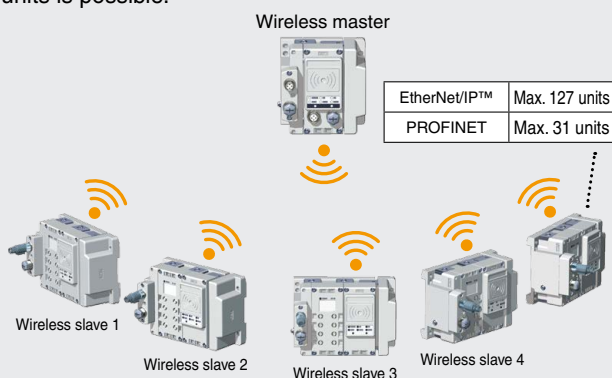 units is possible.
Wireless master
EtherNet/IP™ Max. 127 units
PROFINET Max. 31 units
Wireless slave 1
Wireless slave 2
Wireless slave 3
Wireless slave 4